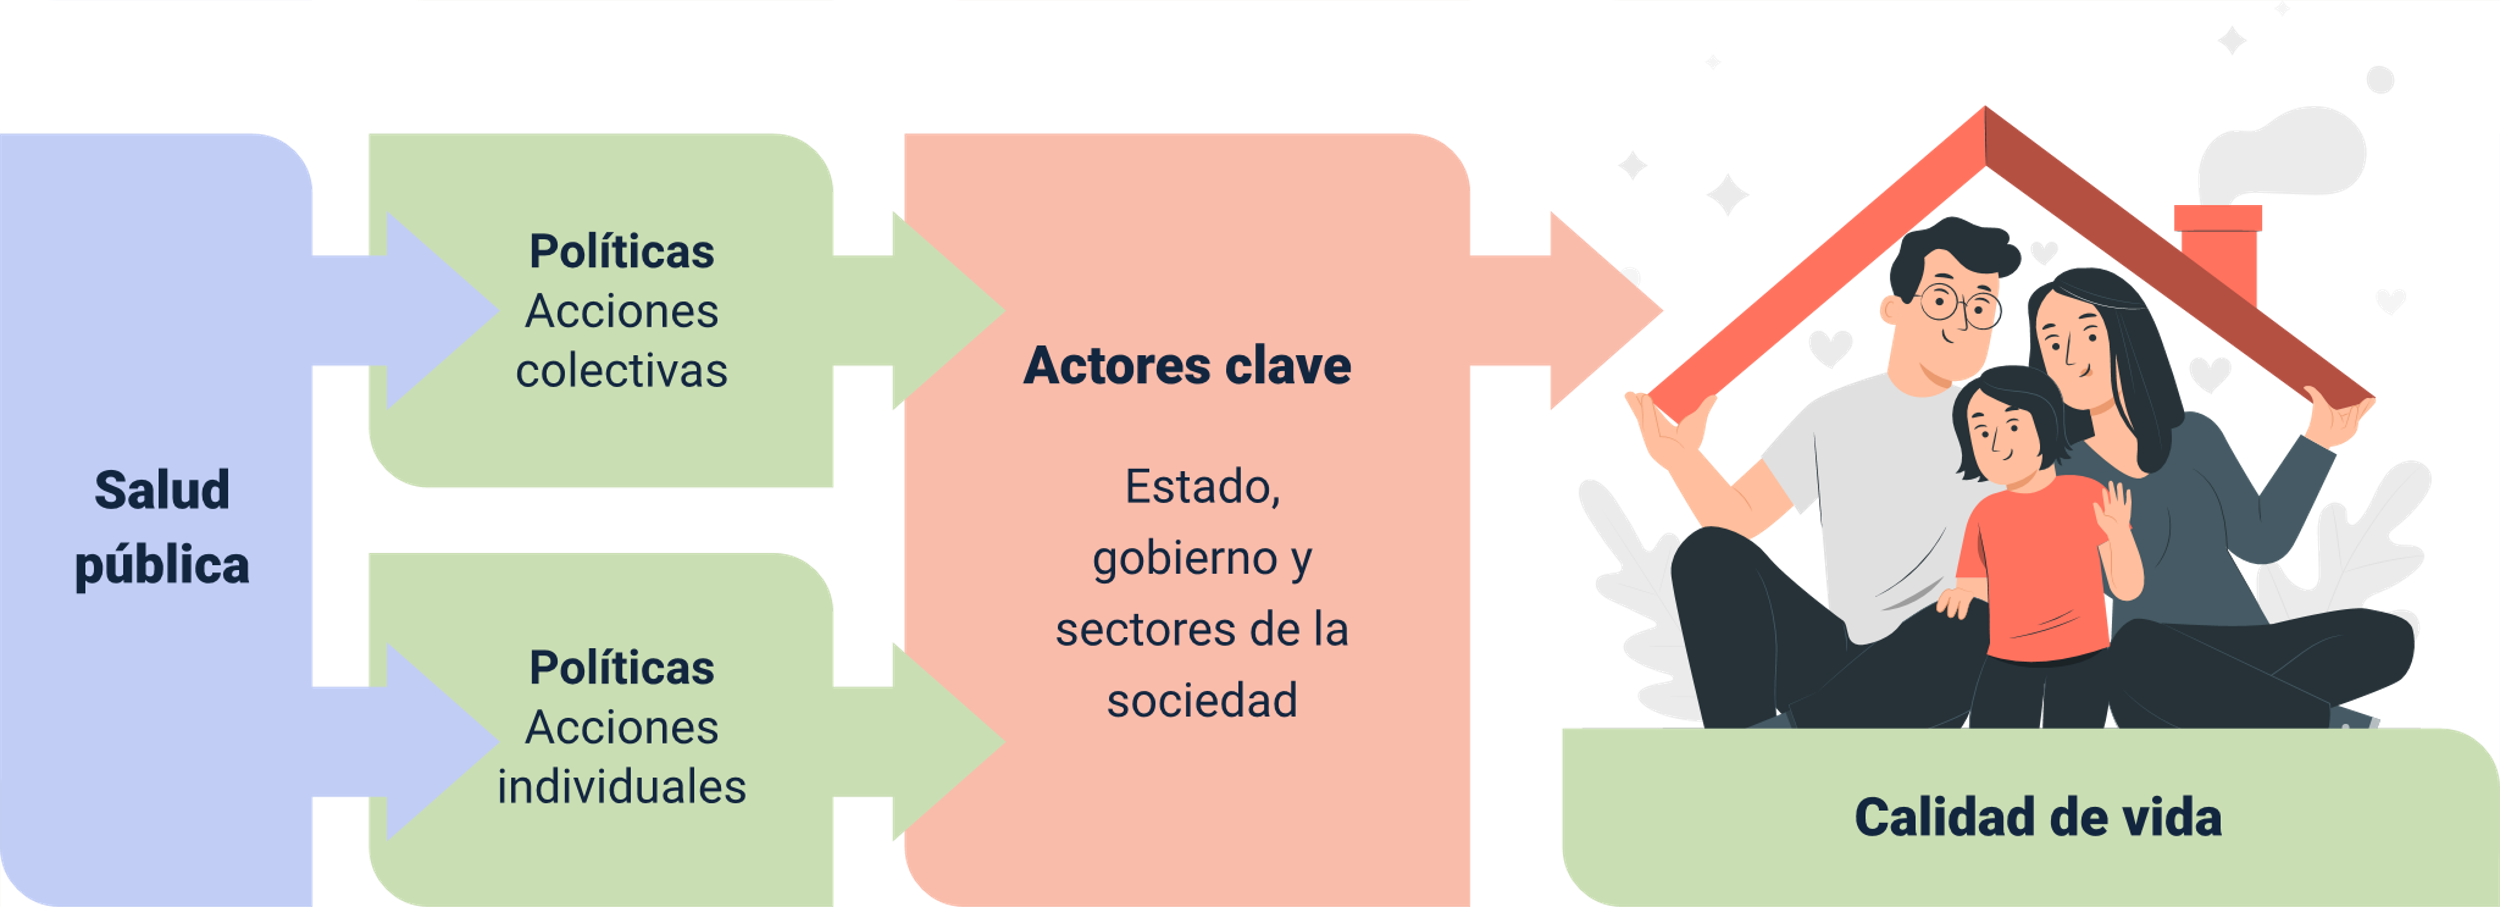 Salud
pública
Políticas
Acciones
colectivas
Políticas
Acciones
individuales
Actores clave
Estado,
gobierno y
sectores de la
sociedad
Calidad de vida